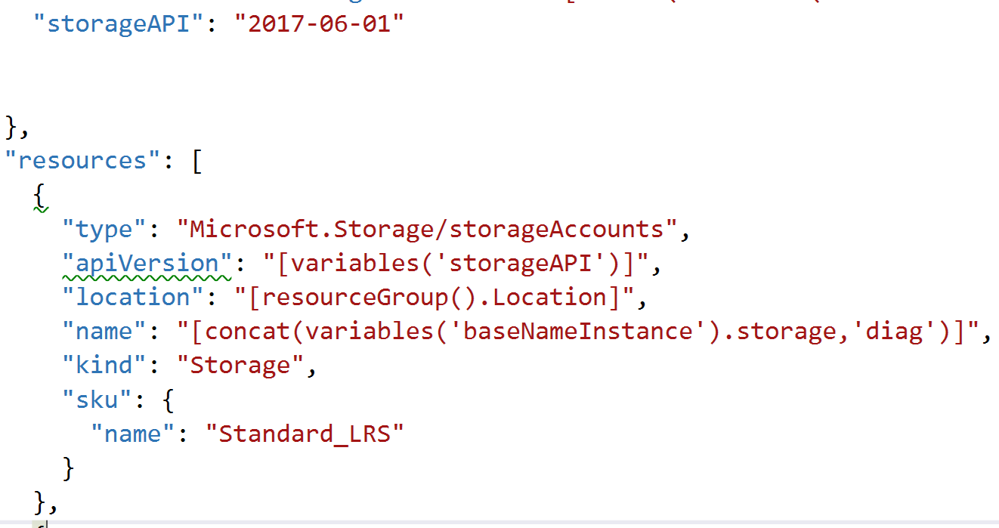 "storageAPI": "2017-06-01"
},
"resources": [
{
"type": "Microsoft.Storage/storageAccounts",
"apiVersion": "[variables('storageAPI')]",
"location": "[resourceGroup().Location]",
"name": "[concat(variables('baseNameInstance').storage,'diag')]",
"kind": "Storage",
"sku": {
"name": "Standard_LRS"
}
},